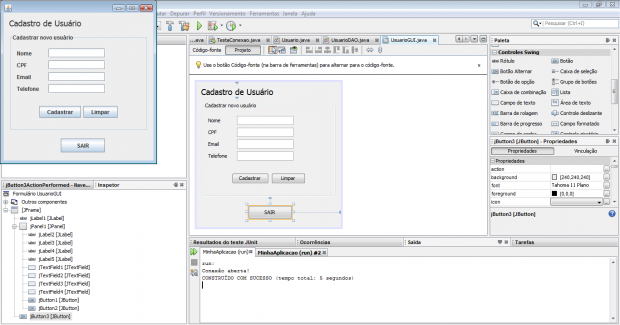 Cadastro de Usuário
Cadastrar novo usuário
Nome
CPF
Email
Telefone
Cadastrar
Limpar
SAIR
Depurar Perfil Versionamento Ferramentas Janela Ajuda
Pesquisar (Ctrl+I)
.ava
TesteConexao.java
Usuario.java
UsuarioDAO.java
UsuarioGUI.java
Código-fonte
Projeto
Use o botão Código-fonte (na barra de ferramentas) para alternar para o código-fonte.
Cadastro de Usuário
Cadastrar novo usuário
Nome
CPF
Email
Telefone
Cadastrar
Limpar
SAIR
Paleta
Controles Swing
Rótulo
Botão
Botão Alternar
Caixa de seleção
Botão de opção
Grupo de botões
Caixa de combinação
Lista
Campo de texto
Área de texto
Barra de rolagem
Controle deslizante
Barra de progresso
Campo formatado
jButton3 [JButton] - Propriedades
Propriedades
Vinculação
Propriedades
action
background
[240,240,240]
font
Tahoma 11 Plano
foreground
[0,0,0]
icon
jButton3 [JButton]
jButton3ActionPerformed - Nave...
Inspetor
Formulário UsuarioGUI
Outros componentes
[JFrame]
jLabel1 [JLabel]
jPanel1 [JPanel]
jLabel2 [JLabel]
jLabel3 [JLabel]
jLabel4 [JLabel]
jLabel5 [JLabel]
jTextField1 [JTextField]
jTextField2 [JTextField]
jTextField3 [JTextField]
jTextField4 [JTextField]
jButton1 [JButton]
jButton2 [JButton]
jButton3 [JButton]
Resultados do teste JUnit
Ocorrências
Saída
Tarefas
MinhaAplicacao (run)
MinhaAplicacao (run) #2
run:
Conexão aberta!
CONSTRUÍDO COM SUCESSO (tempo total: 5 segundos)